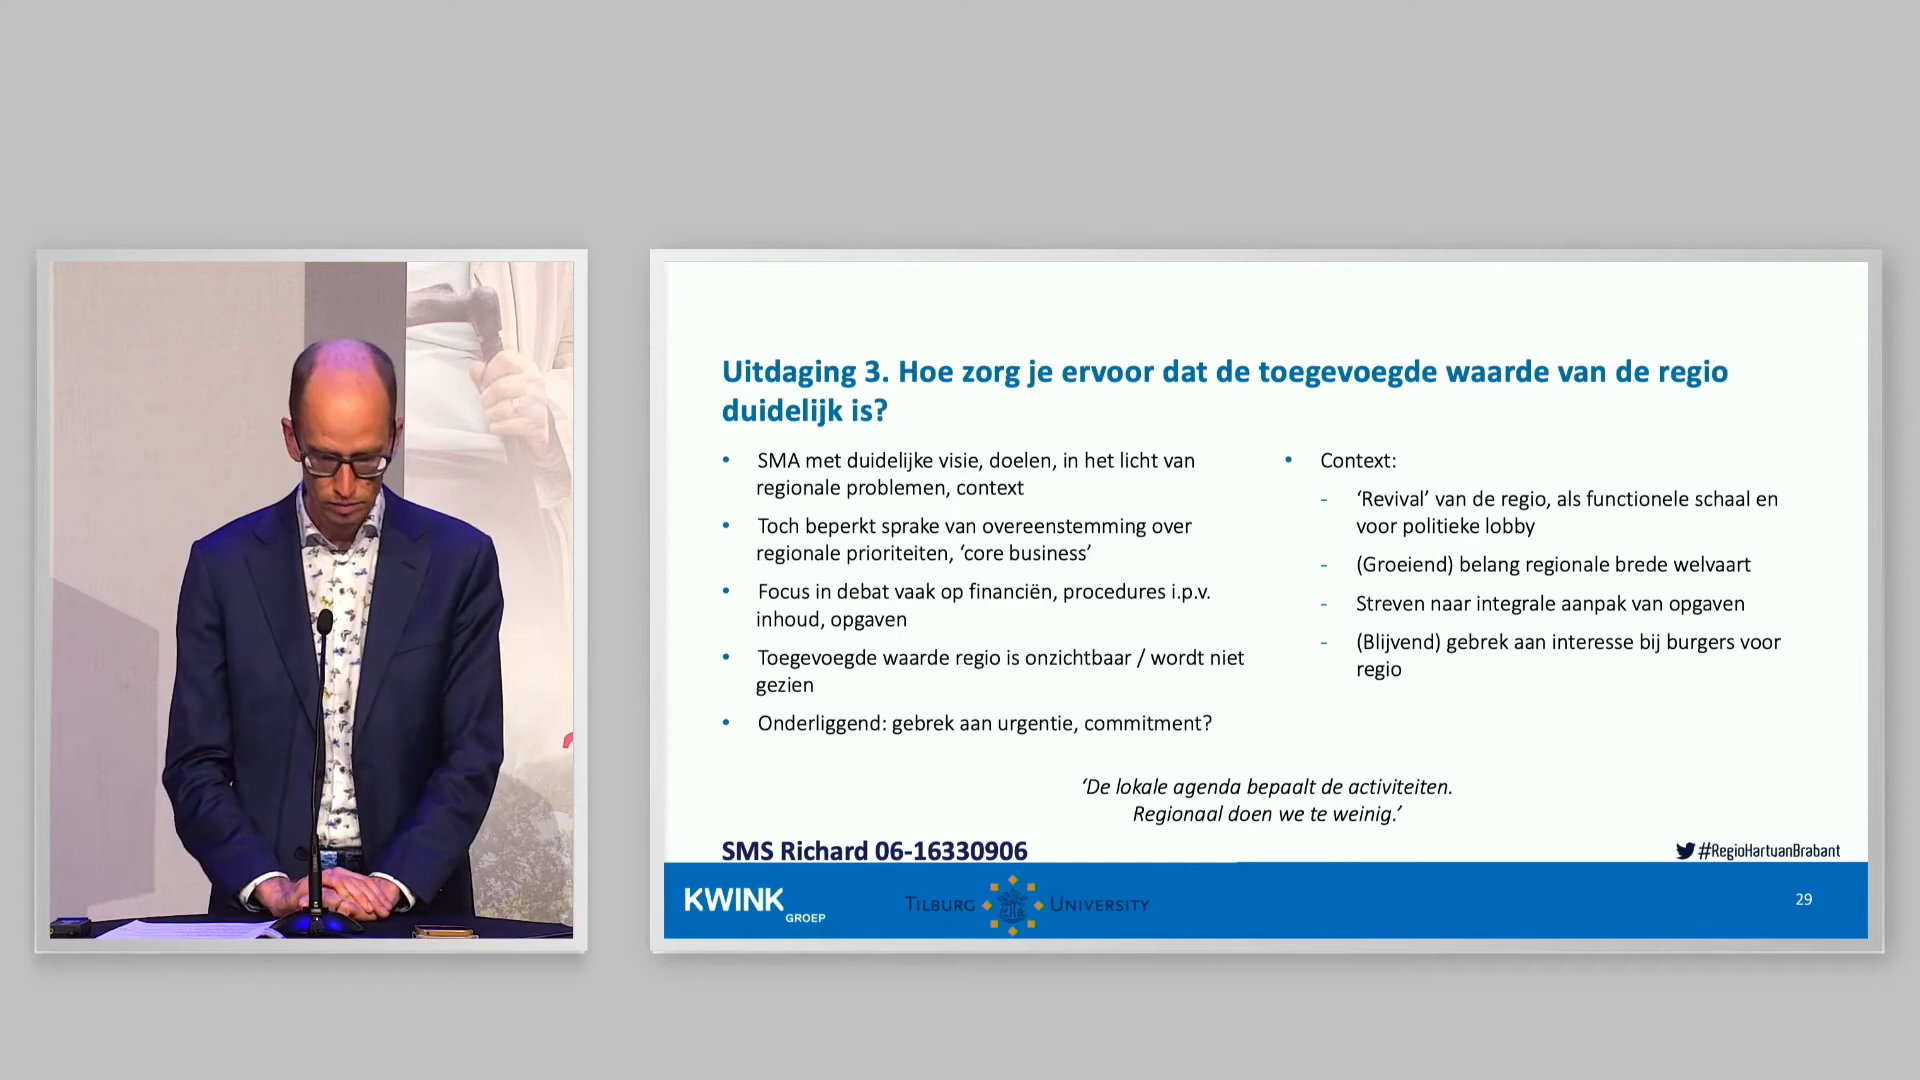 Uitdaging 3. Hoe zorg je ervoor dat de toegevoegde waarde van de regio
duidelijk is?
• SMA met duidelijke visie, doelen, in het licht van
regionale problemen, context
• Toch beperkt sprake van overeenstemming over
regionale prioriteiten, ‘core business’
• Focus in debat vaak op financiën, procedures i.p.v.
inhoud, opgaven
• Toegevoegde waarde regio is onzichtbaar / wordt niet
gezien
• Onderliggend: gebrek aan urgentie, commitment?
• Context:
- ‘Revival’ van de regio, als functionele schaal en
voor politieke lobby
- (Groeiend) belang regionale brede welvaart
- Streven naar integrale aanpak van opgaven
- (Blijvend) gebrek aan interesse bij burgers voor
regio
‘De lokale agenda bepaalt de activiteiten.
Regionaal doen we te weinig.’
SMS Richard 06-16330906
#RegioHartvanBrabant
KWINK
GROEP
TILBURG UNIVERSITY
29